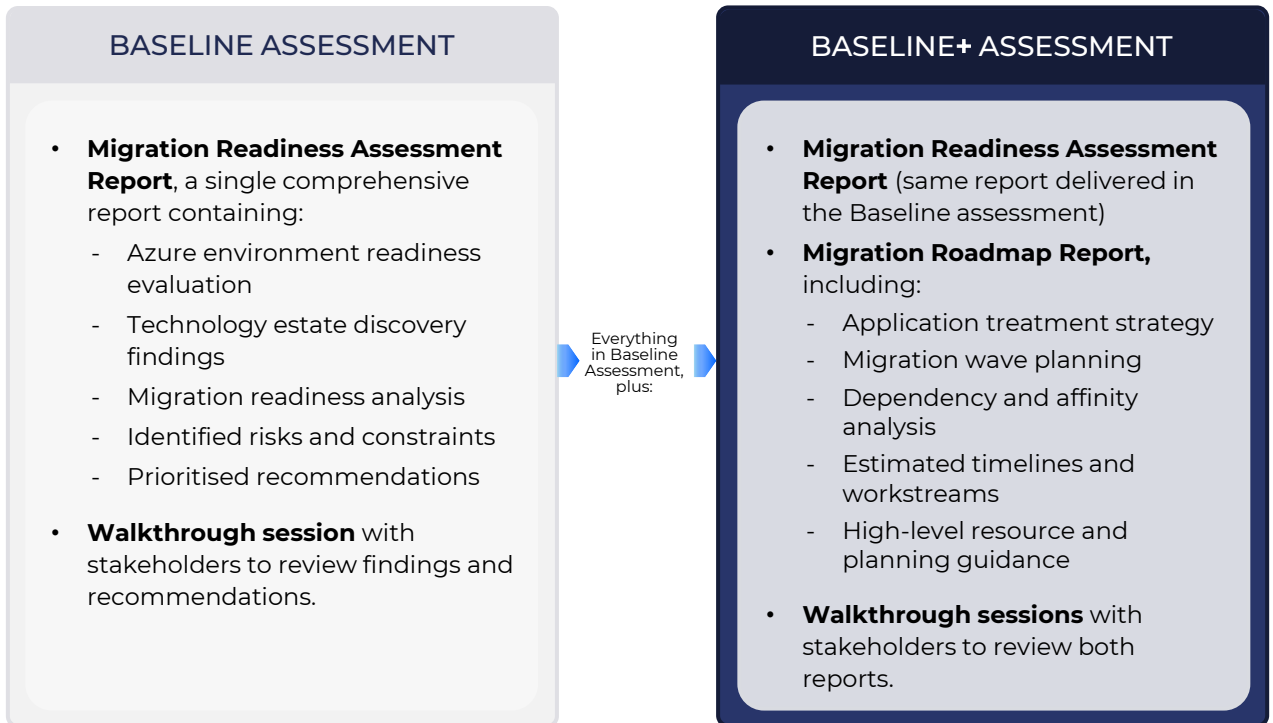 BASELINE ASSESSMENT
• Migration Readiness Assessment
Report, a single comprehensive
report containing:
- Azure environment readiness
evaluation
- Technology estate discovery
findings
- Migration readiness analysis
- Identified risks and constraints
- Prioritised recommendations
• Walkthrough session with
stakeholders to review findings and
recommendations.
Everything
in Baseline
Assessment,
plus:
BASELINE+ ASSESSMENT
• Migration Readiness Assessment
Report (same report delivered in
the Baseline assessment)
• Migration Roadmap Report,
including:
- Application treatment strategy
- Migration wave planning
- Dependency and affinity
analysis
- Estimated timelines and
workstreams
- High-level resource and
planning guidance
• Walkthrough sessions with
stakeholders to review both
reports.